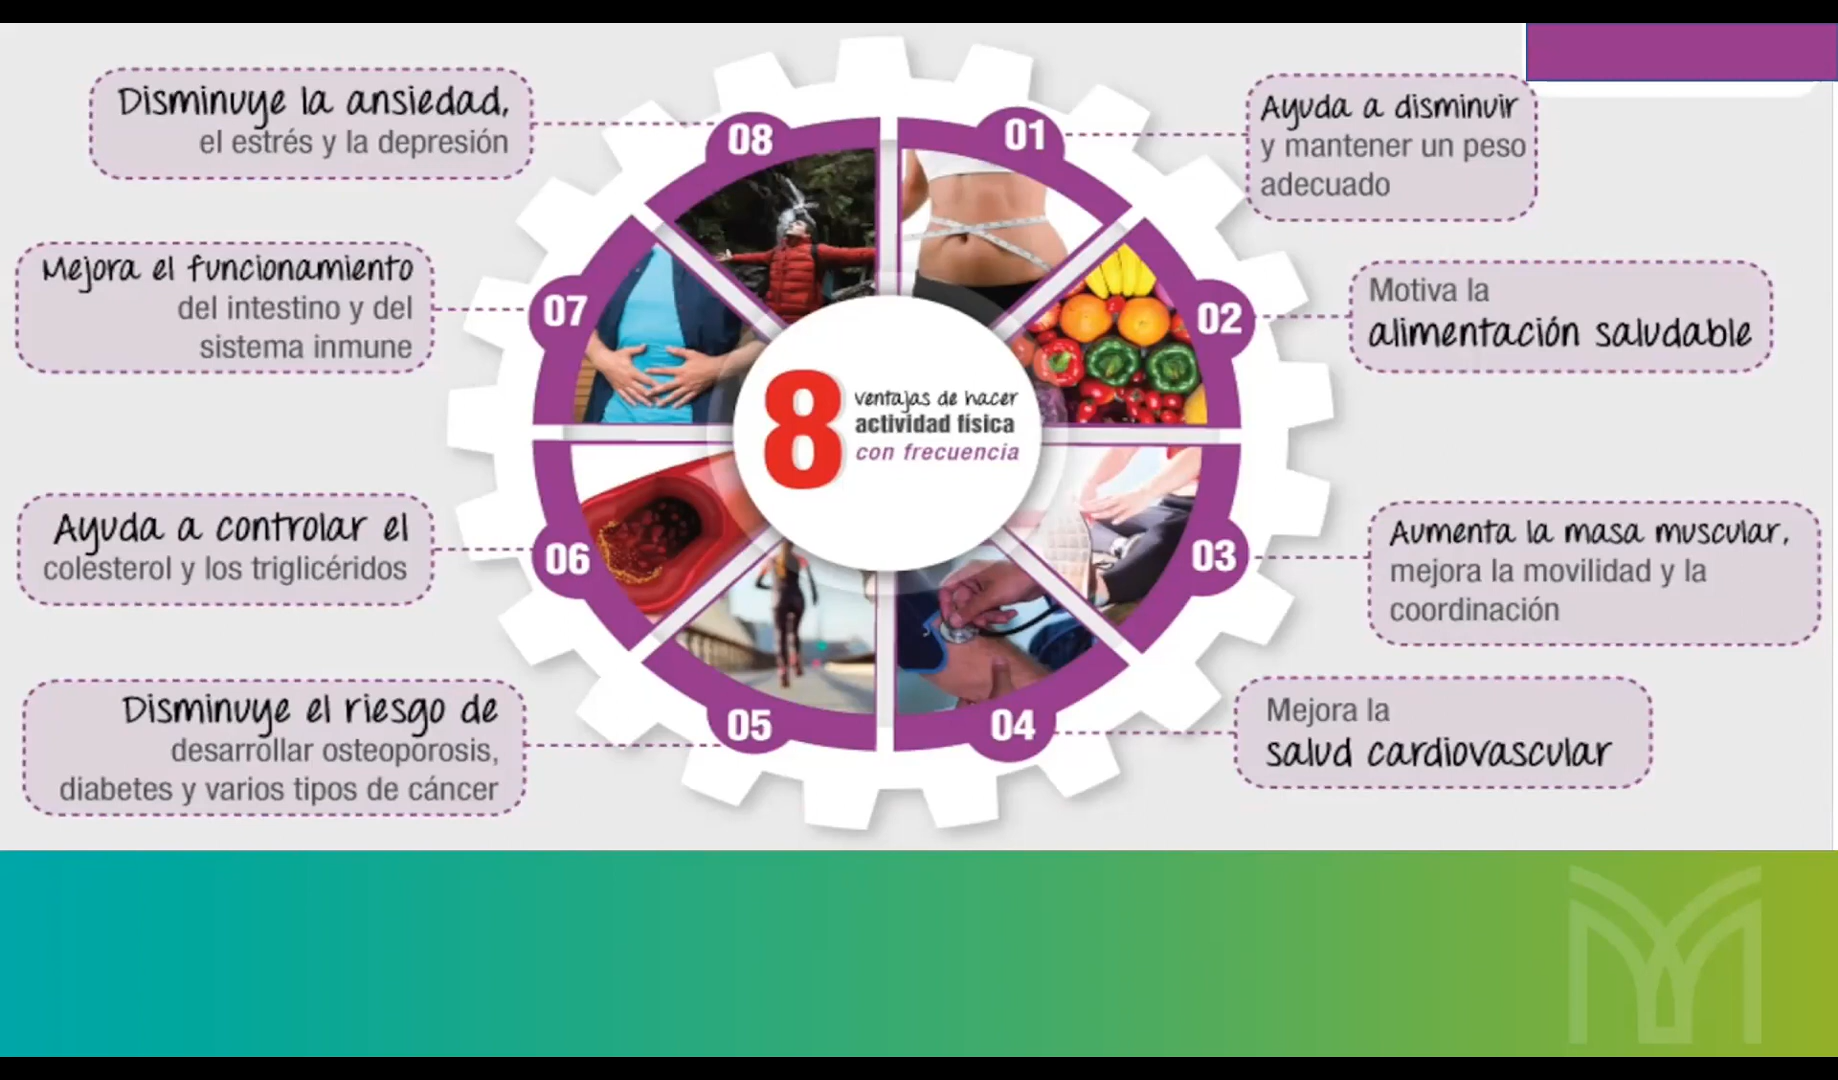 8
ventajas de hacer
actividad física
con frecuencia
01
Ayuda a disminuir
y mantener un peso
adecuado
02
Motiva la
alimentación saludable
03
Aumenta la masa muscular,
mejora la movilidad y la
coordinación
04
Mejora la
salud cardiovascular
05
Disminuye el riesgo de
desarrollar osteoporosis,
diabetes y varios tipos de cáncer
06
Ayuda a controlar el
colesterol y los triglicéridos
07
Mejora el funcionamiento
del intestino y del
sistema inmune
08
Disminuye la ansiedad,
el estrés y la depresión